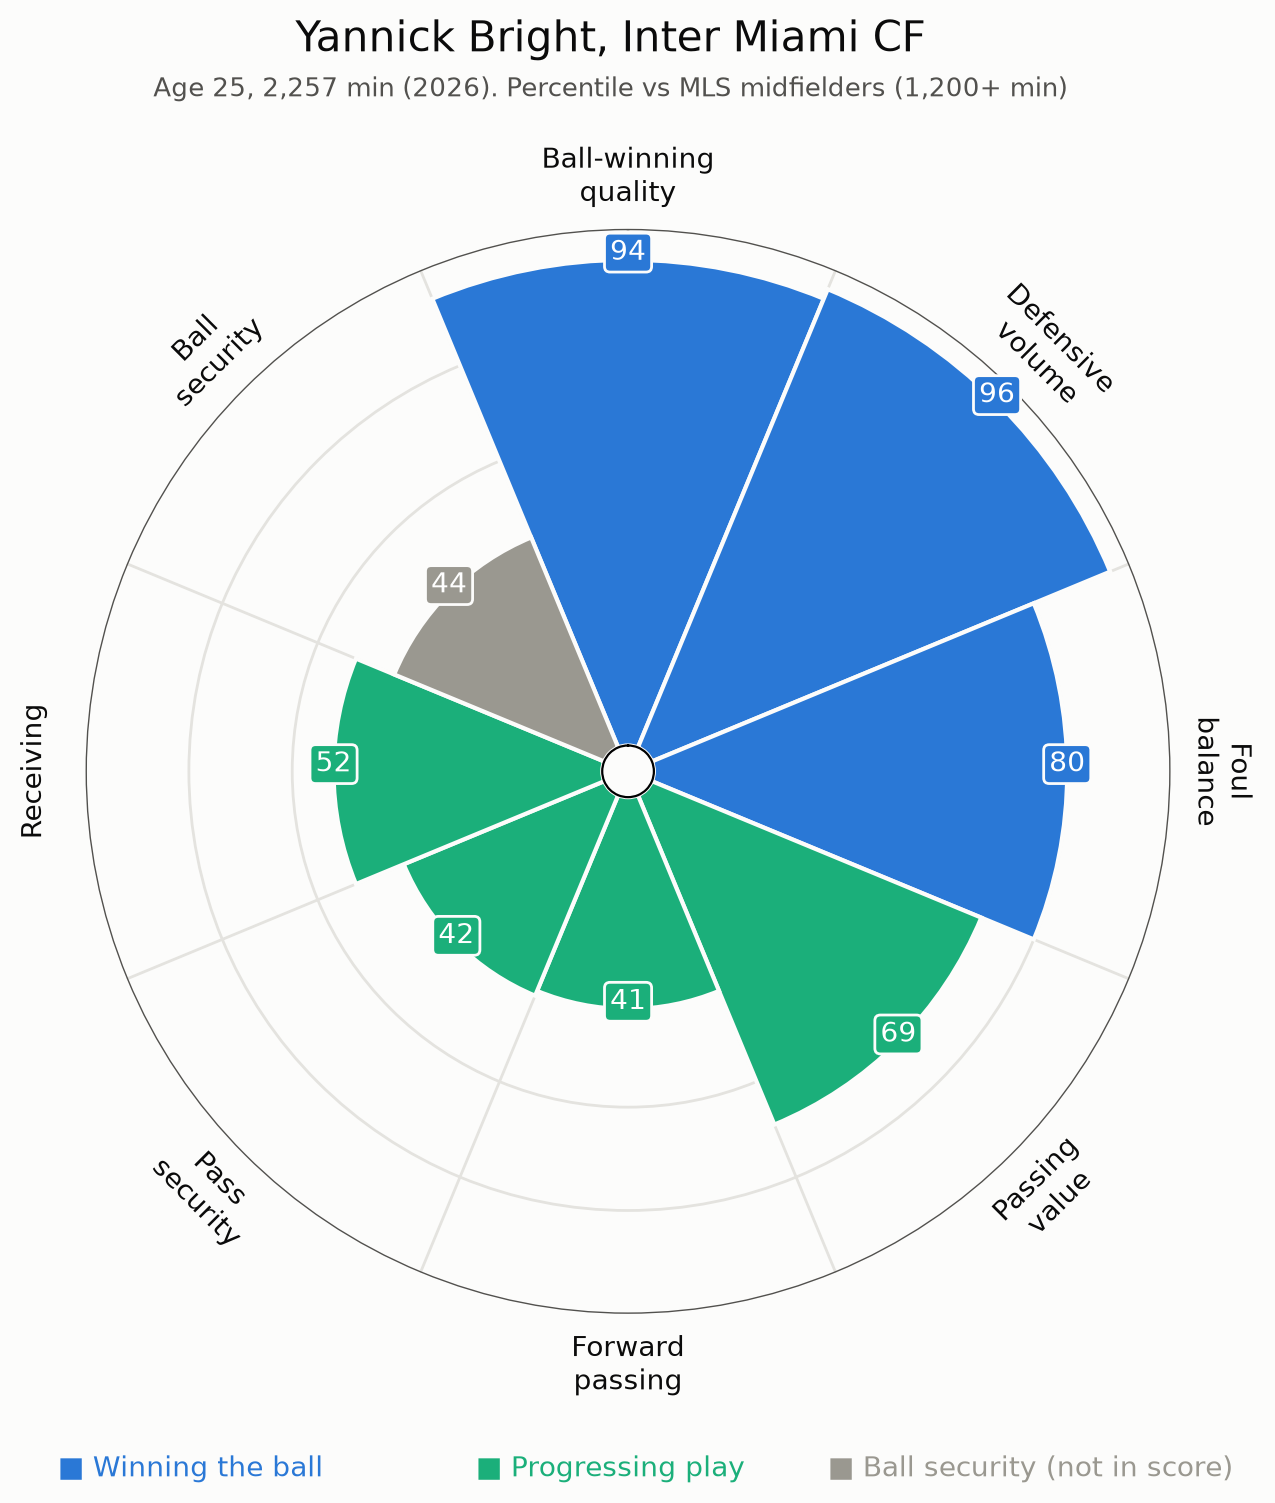 Yannick Bright, Inter Miami CF
Age 25, 2,257 min (2026). Percentile vs MLS midfielders (1,200+ min)
Ball-winning
quality
94
Defensive
volume
96
Foul
balance
80
Passing
value
69
Forward
passing
41
Pass
security
42
Receiving
52
Ball
security
44
Winning the ball
Progressing play
Ball security (not in score)